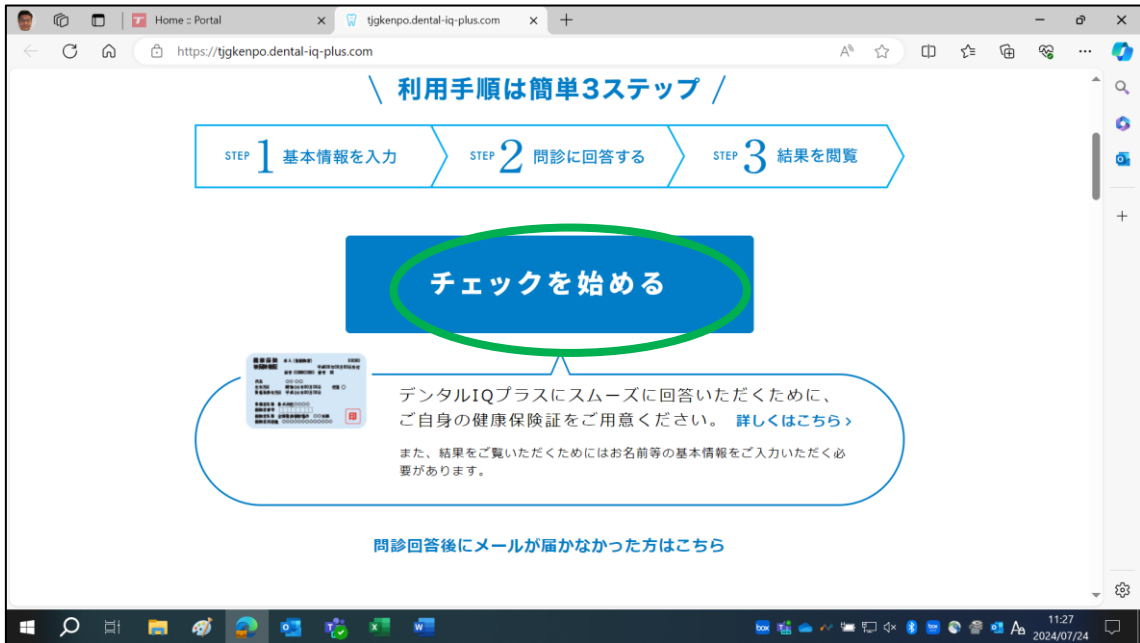 Home :: Portal
tjgkenpo.dental-iq-plus.com
https://tjgkenpo.dental-iq-plus.com
利用手順は簡単3ステップ
STEP 1 基本情報を入力
STEP 2 問診に回答する
STEP 3 結果を閲覧
チェックを始める
デンタルIQプラスにスムーズに回答いただくために、
ご自身の健康保険証をご用意ください。 詳しくはこちら
また、結果をご覧いただくためにはお名前等の基本情報をご入力いただく必
要があります。
問診回答後にメールが届かなかった方はこちら
11:27
2024/07/24